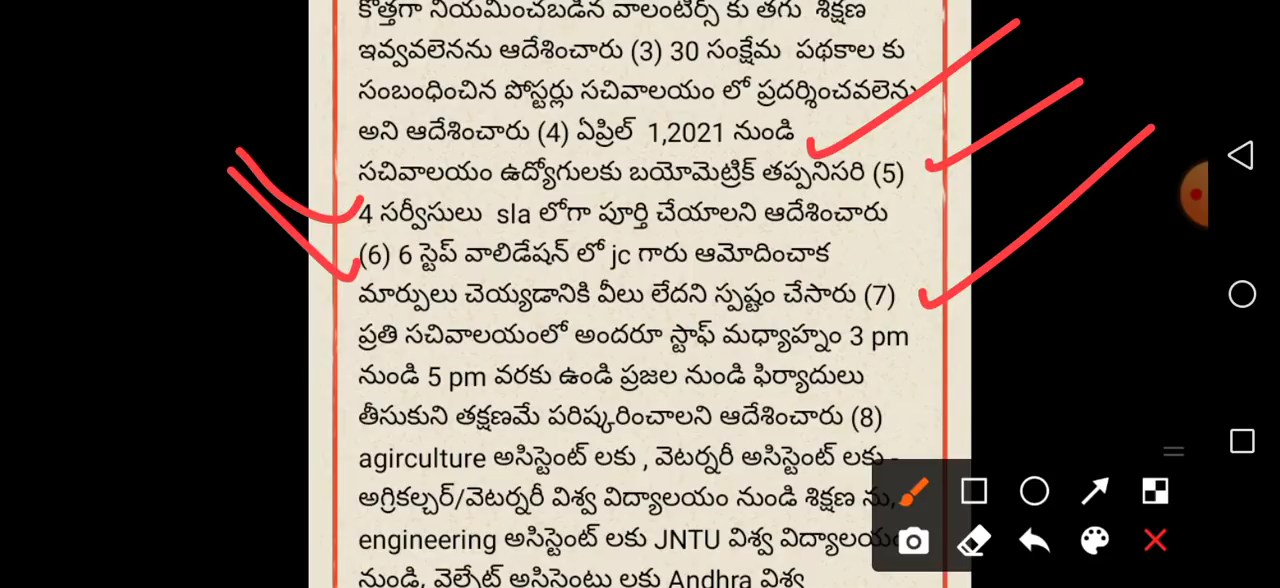 కొత్తగా నియమించబడిన వాలంటీర్స్ కు తగు శిక్షణ
ఇవ్వవలెనను ఆదేశించారు (3) 30 సంక్షేమ పథకాల కు
సంబంధించిన పోస్టర్లు సచివాలయం లో ప్రదర్శించవలెను
అని ఆదేశించారు (4) ఏప్రిల్ 1,2021 నుండి
సచివాలయం ఉద్యోగులకు బయోమెట్రిక్ తప్పనిసరి (5)
4 సర్వీసులు sla లోగా పూర్తి చేయాలని ఆదేశించారు
(6) 6 స్టెప్ వాలిడేషన్ లో jc గారు ఆమోదించాక
మార్పులు చెయ్యడానికి వీలు లేదని స్పష్టం చేసారు (7)
ప్రతి సచివాలయంలో అందరూ స్టాఫ్ మధ్యాహ్నం 3 pm
నుండి 5 pm వరకు ఉండి ప్రజల నుండి ఫిర్యాదులు
తీసుకుని తక్షణమే పరిష్కరించాలని ఆదేశించారు (8)
agirculture అసిస్టెంట్ లకు , వెటర్నరీ అసిస్టెంట్ లకు -
అగ్రికల్చర్/వెటర్నరీ విశ్వ విద్యాలయం నుండి శిక్షణ ను,
engineering అసిస్టెంట్ లకు JNTU విశ్వ విద్యాలయం
నుండి, వెల్ఫేర్ అసిస్టెంటు లకు Andhra విశ్వ